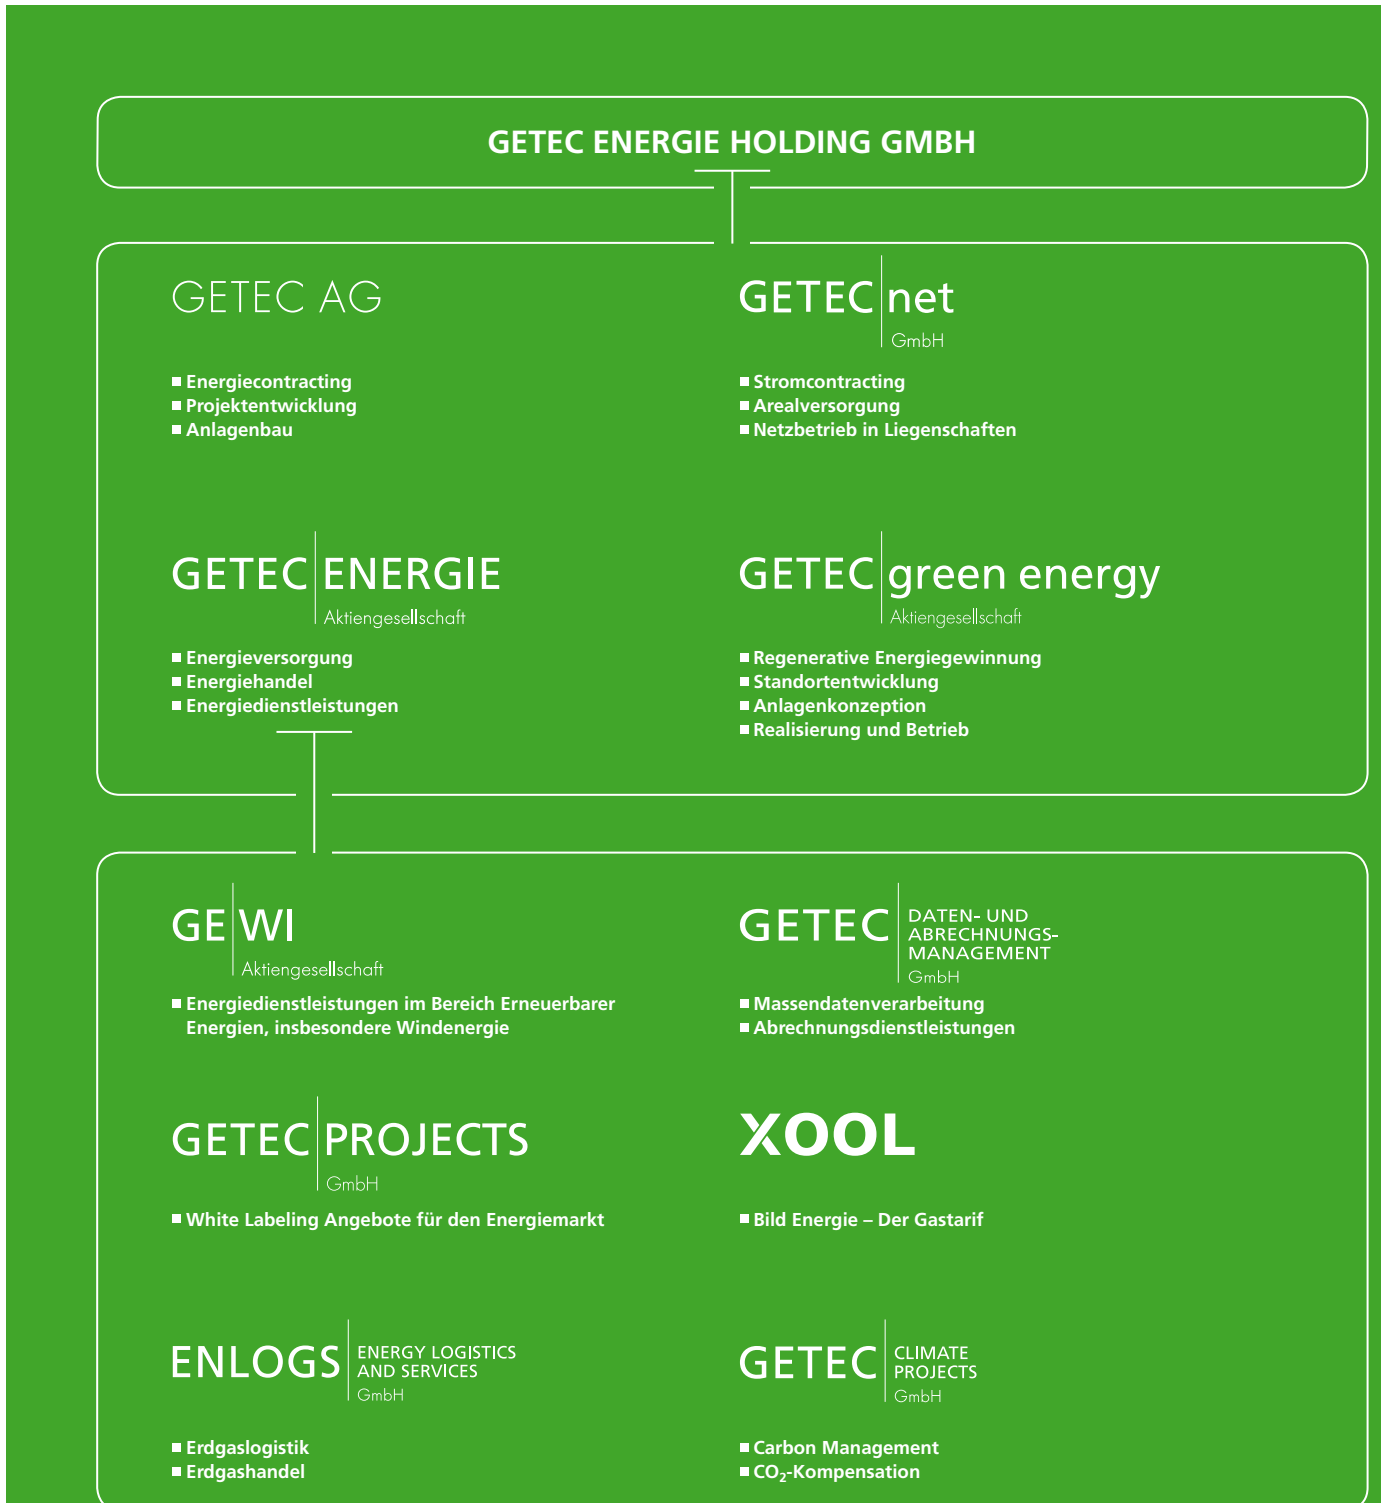 GETEC ENERGIE HOLDING GMBH
GETEC AG
Energiecontracting
Projektentwicklung
Anlagenbau
GETEC net
GmbH
Stromcontracting
Arealversorgung
Netzbetrieb in Liegenschaften
GETEC ENERGIE
Aktiengesellschaft
Energieversorgung
Energiehandel
Energiedienstleistungen
GETEC green energy
Aktiengesellschaft
Regenerative Energiegewinnung
Standortentwicklung
Anlagenkonzeption
Realisierung und Betrieb
GE WI
Aktiengesellschaft
Energiedienstleistungen im Bereich Erneuerbarer
Energien, insbesondere Windenergie
GETEC DATEN- UND
ABRECHNUNGS-
MANAGEMENT
GmbH
Massendatenverarbeitung
Abrechnungsdienstleistungen
GETEC PROJECTS
GmbH
White Labeling Angebote für den Energiemarkt
XOOL
Bild Energie – Der Gastarif
ENLOGS ENERGY LOGISTICS
AND SERVICES
GmbH
Erdgaslogistik
Erdgashandel
GETEC CLIMATE
PROJECTS
GmbH
Carbon Management
CO₂-Kompensation